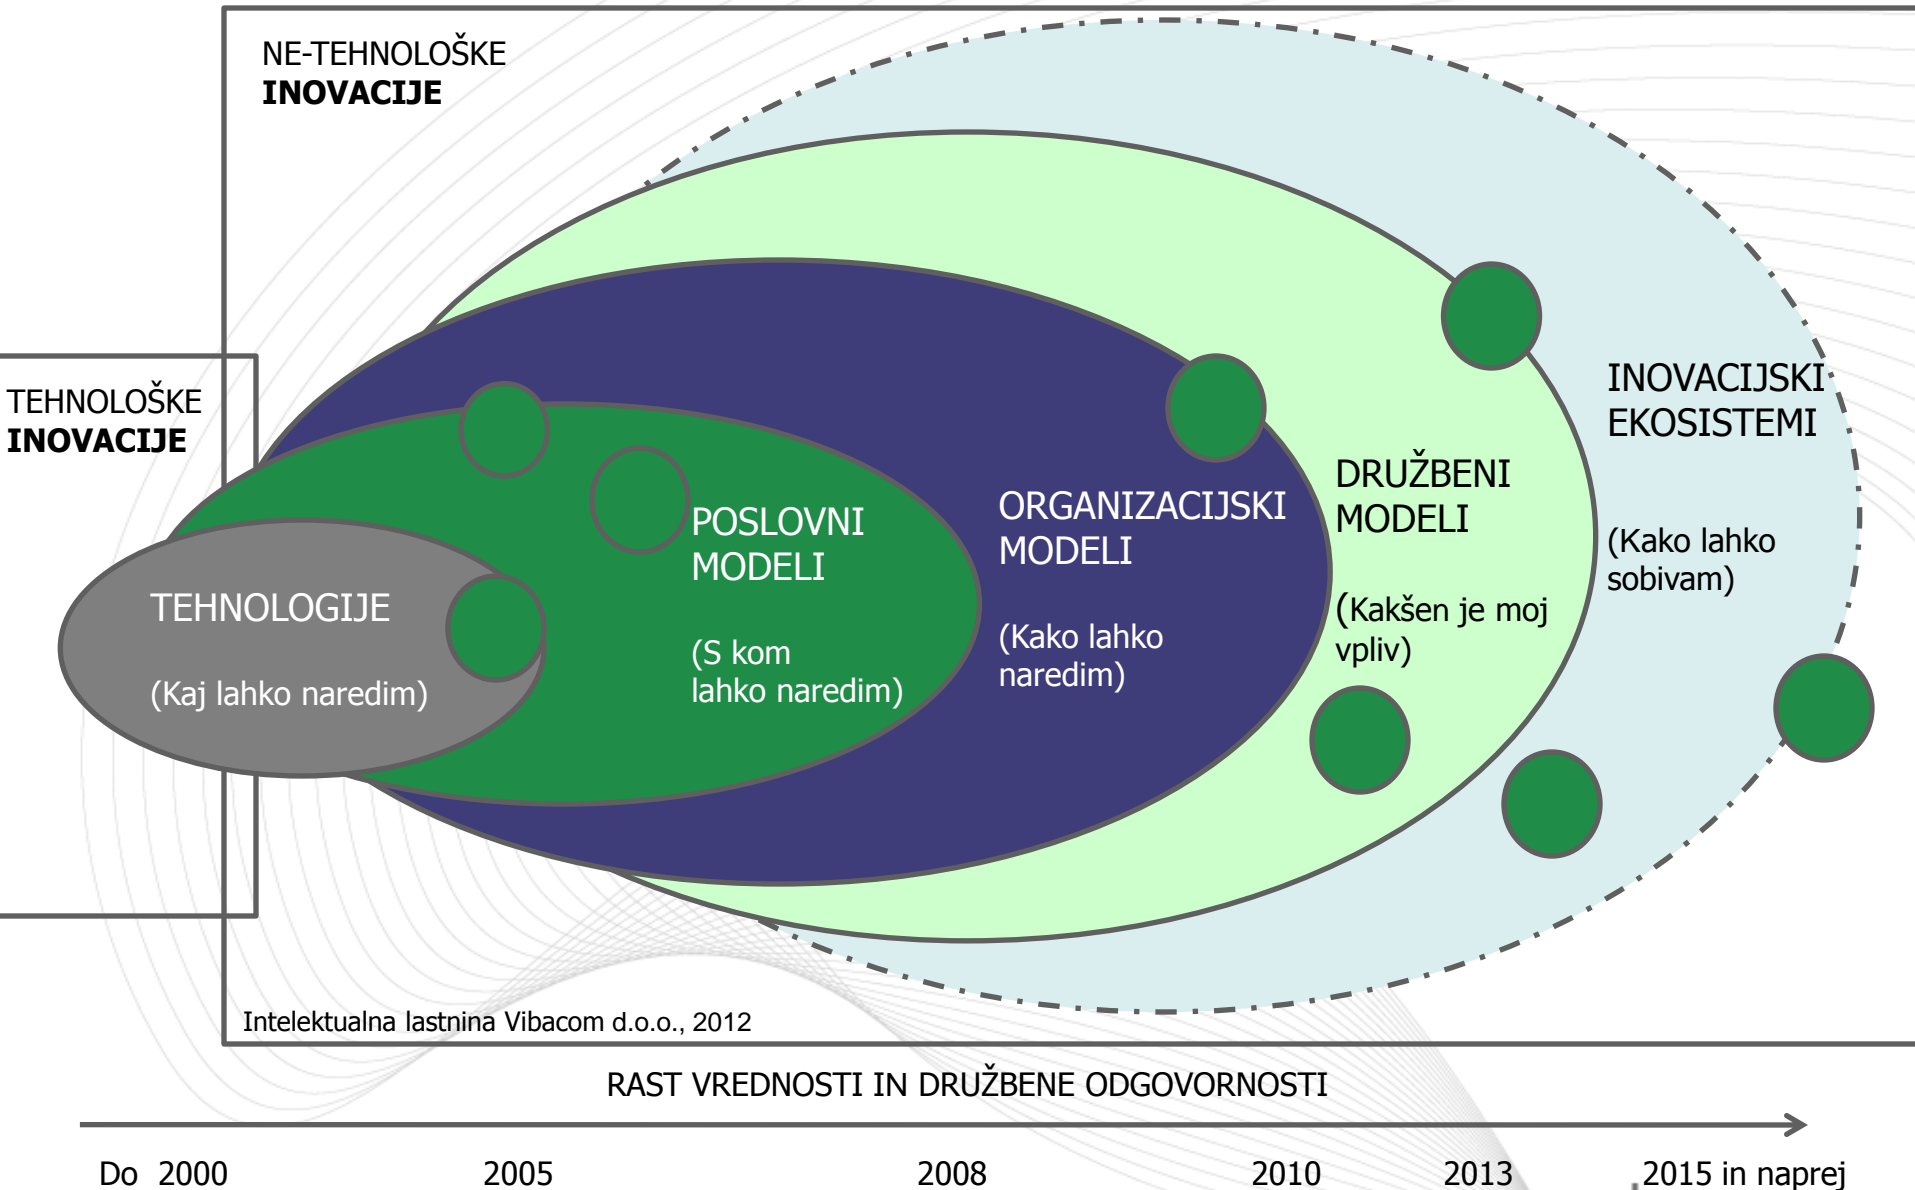 NE-TEHNOLOŠKE
INOVACIJE
TEHNOLOŠKE
INOVACIJE
TEHNOLOGIJE
(Kaj lahko naredim)
POSLOVNI
MODELI
(S kom
lahko naredim)
ORGANIZACIJSKI
MODELI
(Kako lahko
naredim)
DRUŽBENI
MODELI
(Kakšen je moj
vpliv)
INOVACIJSKI
EKOSISTEMI
(Kako lahko
sobivam)
Intelektualna lastnina Vibacom d.o.o., 2012
RAST VREDNOSTI IN DRUŽBENE ODGOVORNOSTI
Do 2000 2005 2008 2010 2013 2015 in naprej